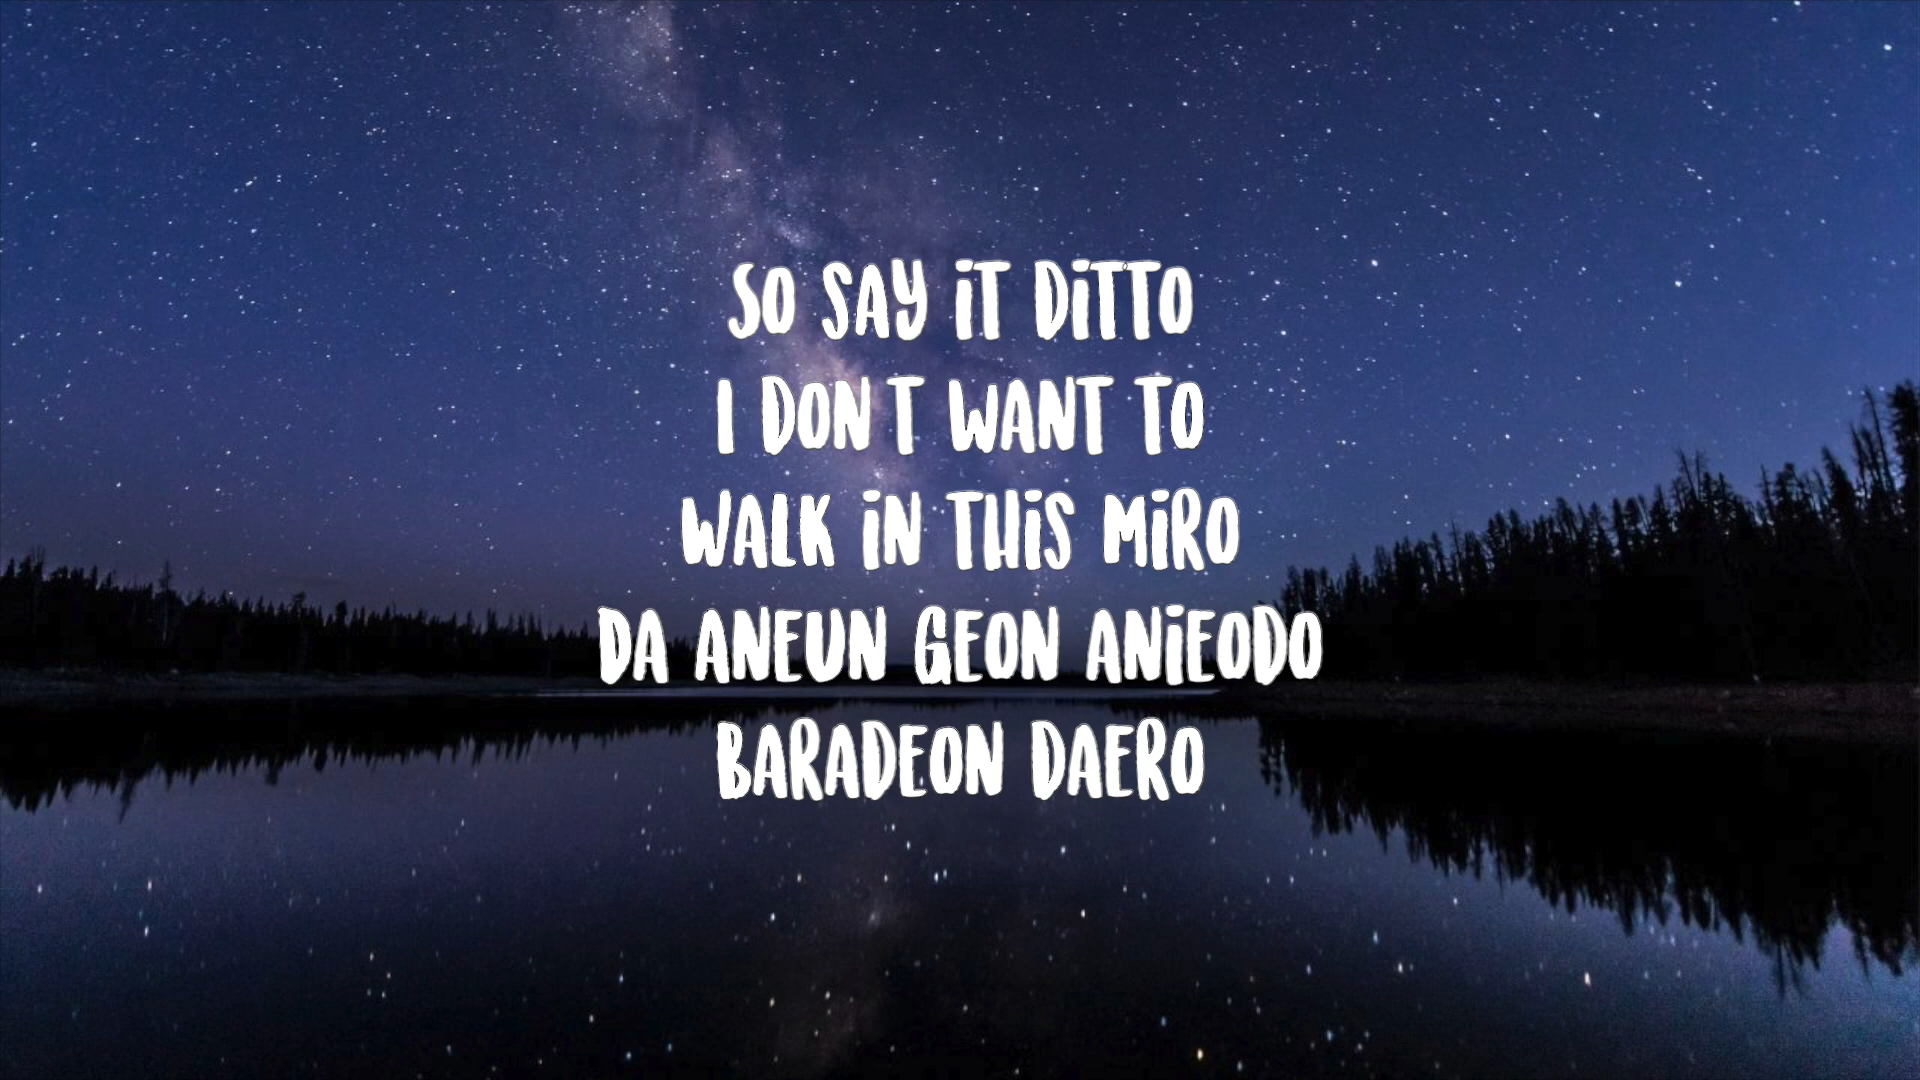 SO SAY iT DiTTO
I DON T WANT TO
WALK iN THiS MiRO
DA ANEUN GEON ANiEODO
BARADEON DAERO